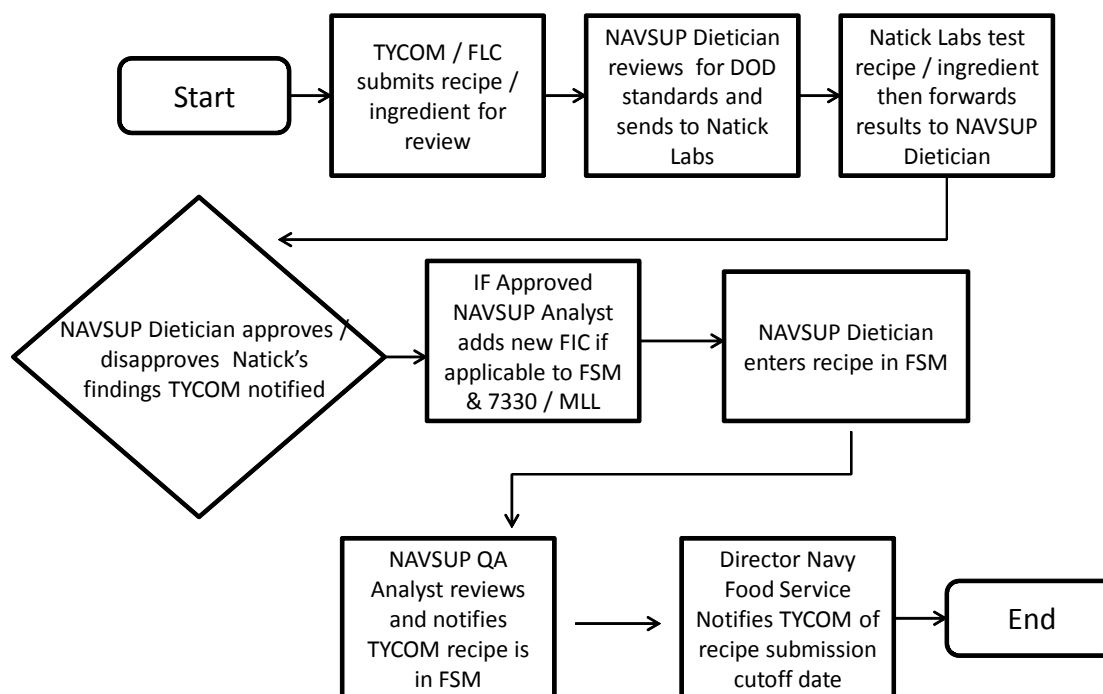 Start
TYCOM / FLC
submits recipe /
ingredient for
review
NAVSUP Dietician
reviews for DOD
standards and
sends to Natick
Labs
Natick Labs test
recipe / ingredient
then forwards
results to NAVSUP
Dietician
NAVSUP Dietician approves /
disapproves Natick's
findings TYCOM notified
IF Approved
NAVSUP Analyst
adds new FIC if
applicable to FSM
& 7330 / MLL
NAVSUP Dietician
enters recipe in FSM
NAVSUP QA
Analyst reviews
and notifies
TYCOM recipe is
in FSM
Director Navy
Food Service
Notifies TYCOM of
recipe submission
cutoff date
End